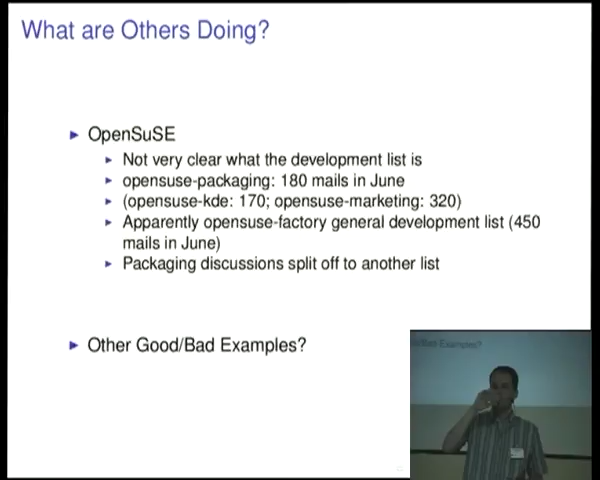 What are Others Doing?
OpenSuSE
Not very clear what the development list is
opensuse-packaging: 180 mails in June
(opensuse-kde: 170; opensuse-marketing: 320)
Apparently opensuse-factory general development list (450
mails in June)
Packaging discussions split off to another list
Other Good/Bad Examples?